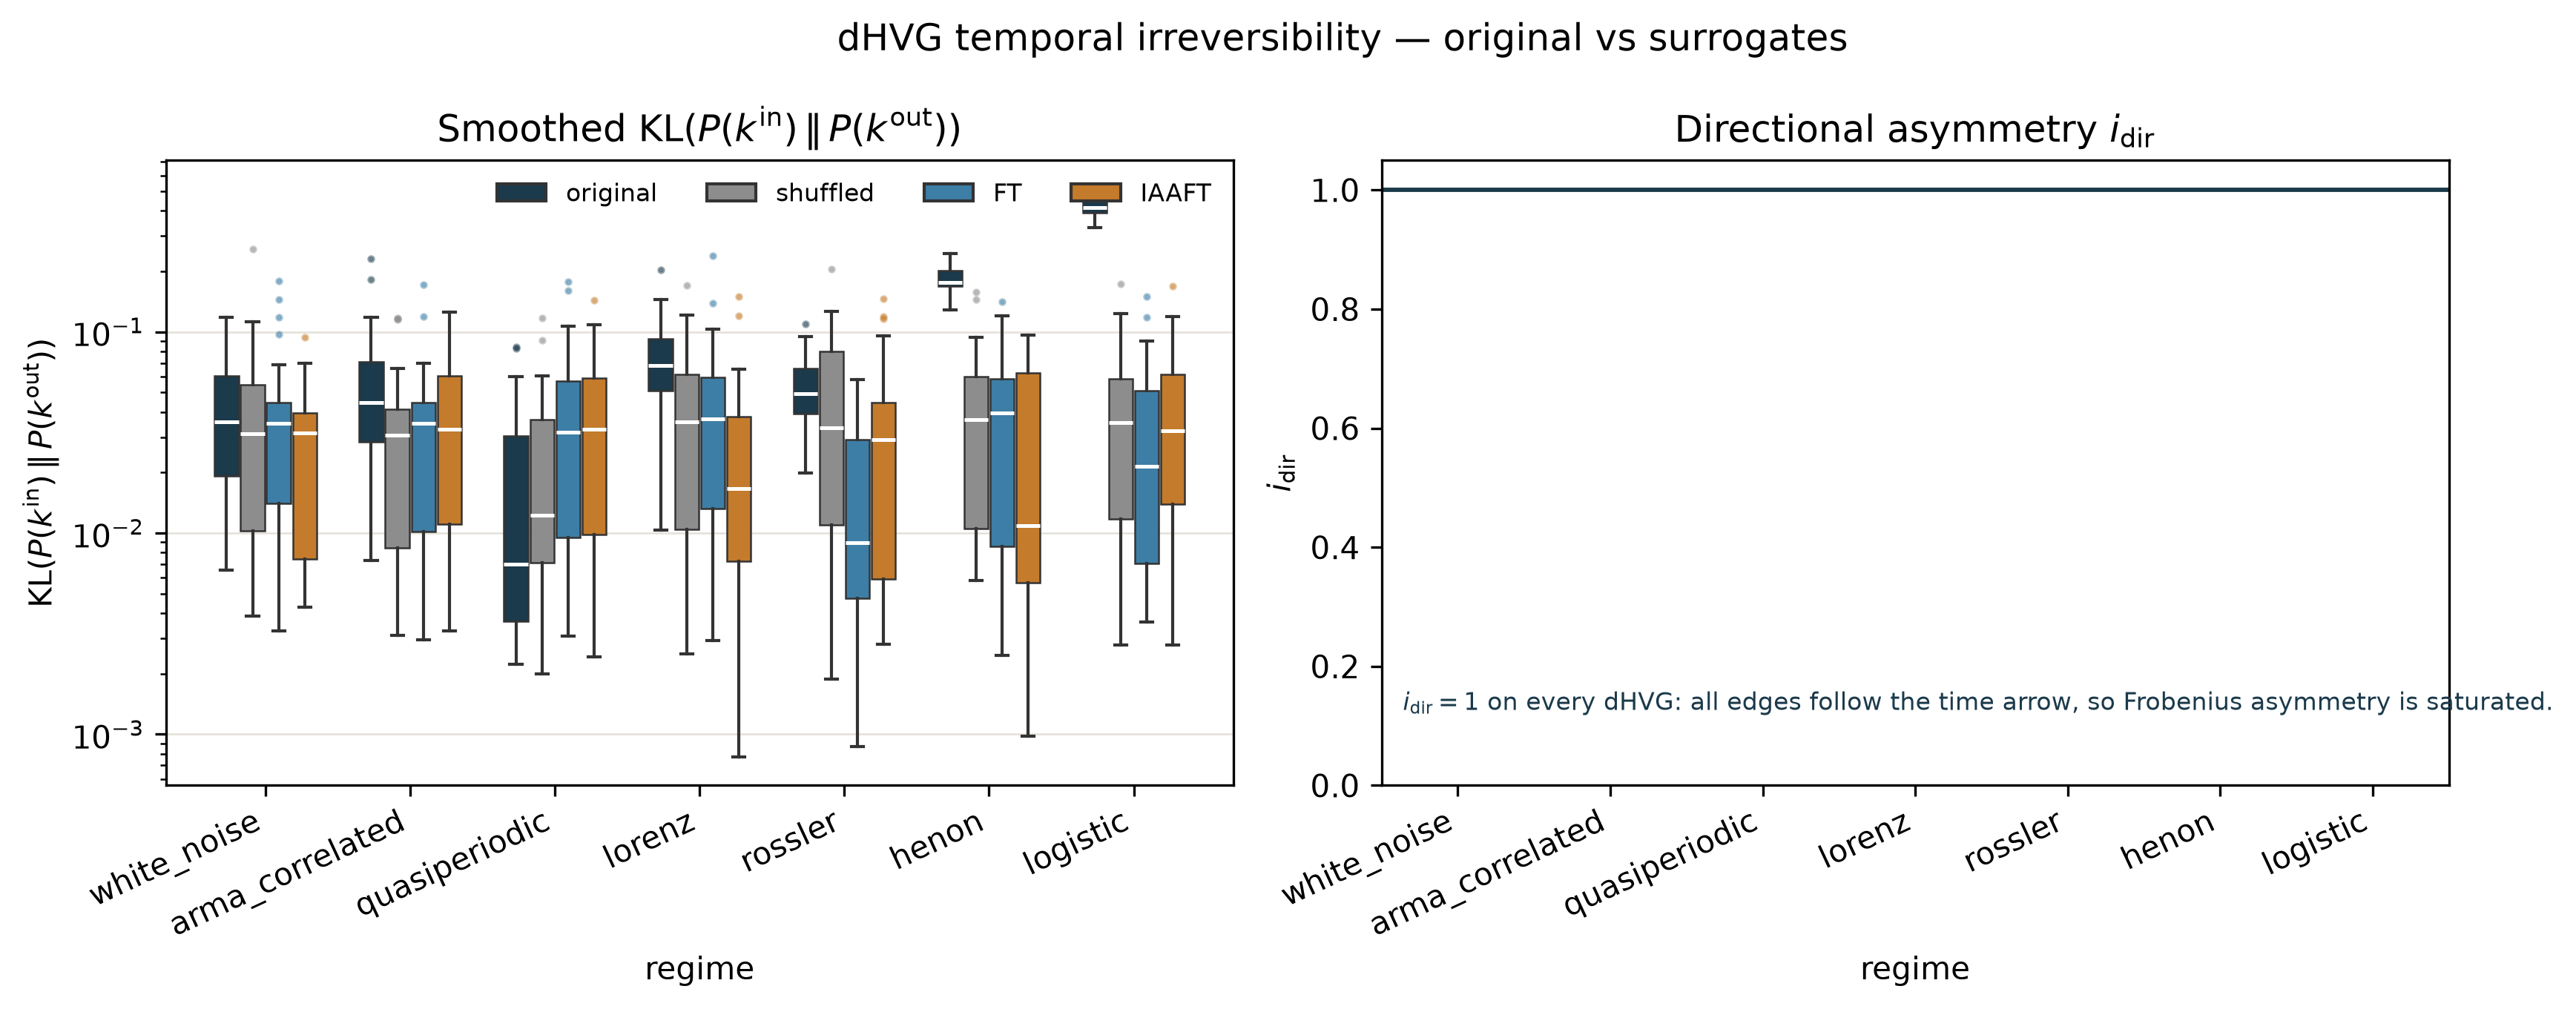 dHVG temporal irreversibility — original vs surrogates
Smoothed KL(P(k^in) ∥ P(k^out))
original shuffled FT IAAFT
KL(P(k^in) ∥ P(k^out))
10^−1
10^−2
10^−3
white_noise
arma_correlated
quasiperiodic
lorenz
rossler
henon
logistic
regime
Directional asymmetry i_dir
i_dir
1.0
0.8
0.6
0.4
0.2
0.0
i_dir = 1 on every dHVG: all edges follow the time arrow, so Frobenius asymmetry is saturated.
white_noise
arma_correlated
quasiperiodic
lorenz
rossler
henon
logistic
regime